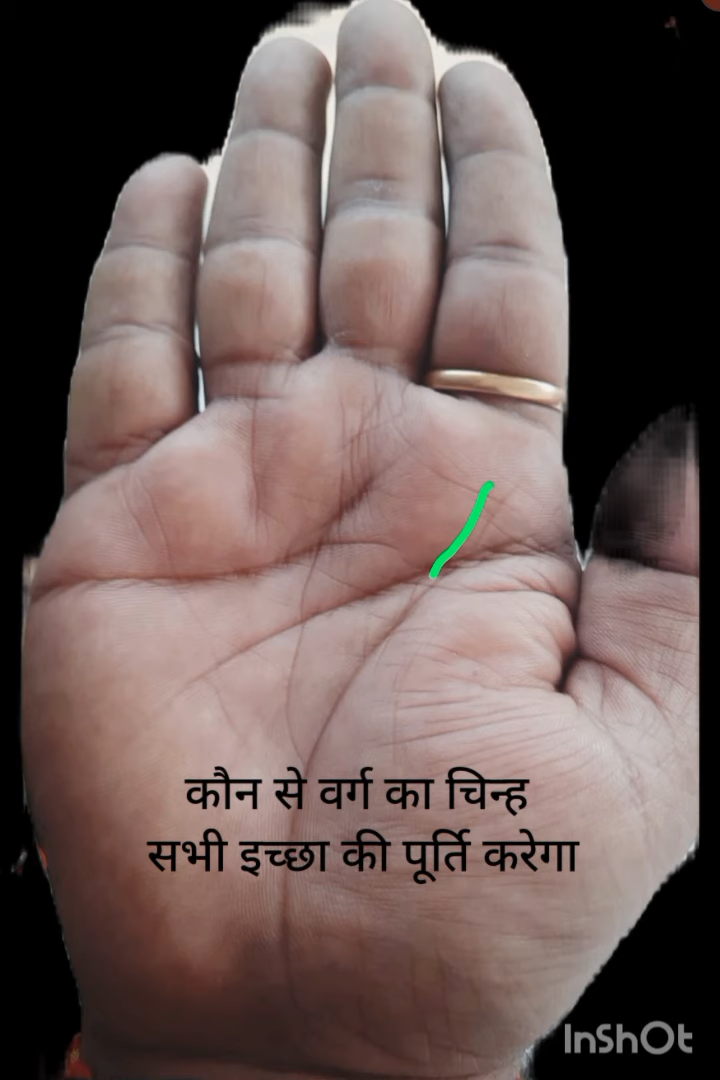 कौन से वर्ग का चिन्ह
सभी इच्छा की पूर्ति करेगा
InShOt